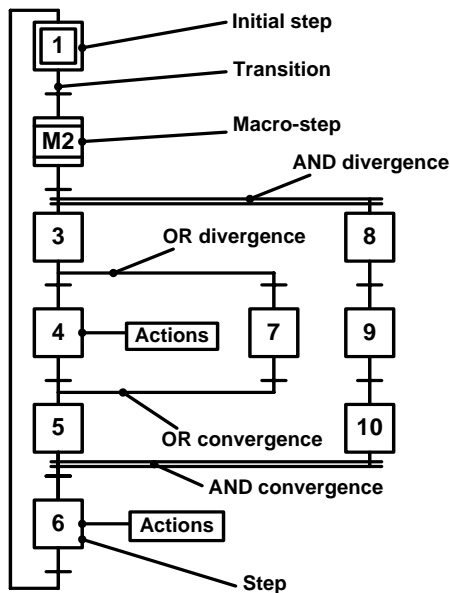 Initial step
1
Transition
Macro-step
M2
AND divergence
3
8
OR divergence
4
Actions
7
9
5
10
OR convergence
AND convergence
6
Actions
Step